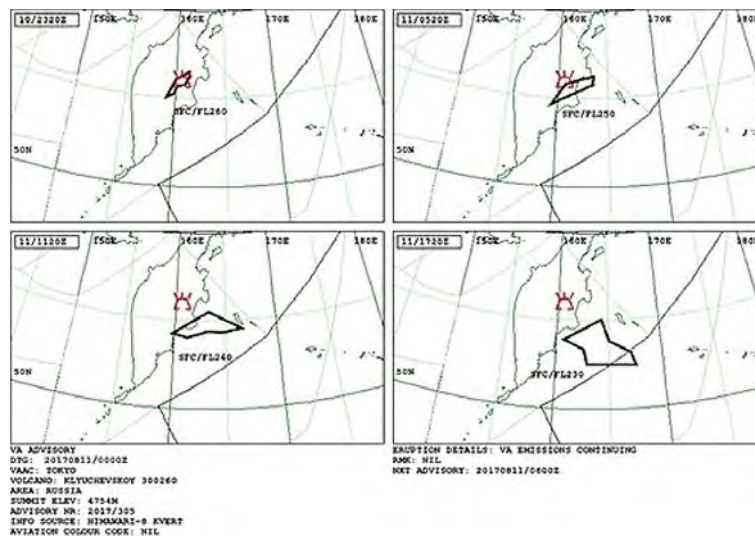 10/2320Z 150E 160E 170E 180E
SFC/FL260
50N
11/0520Z 150E 160E 170E 180E
SFC/FL250
50N
11/1120Z 150E 160E 170E 180E
SFC/FL240
50N
11/1720Z 150E 160E 170E 180E
SFC/FL230
50N
VA ADVISORY
DTG: 20170811/0000Z
VAAC: TOKYO
VOLCANO: KLYUCHEVSKOY 300260
AREA: RUSSIA
SUMMIT ELEV: 4754M
ADVISORY NR: 2017/305
INFO SOURCE: HIMAWARI-8 KVERT
AVIATION COLOUR CODE: NIL
ERUPTION DETAILS: VA EMISSIONS CONTINUING
RMK: NIL
NXT ADVISORY: 20170811/0600Z